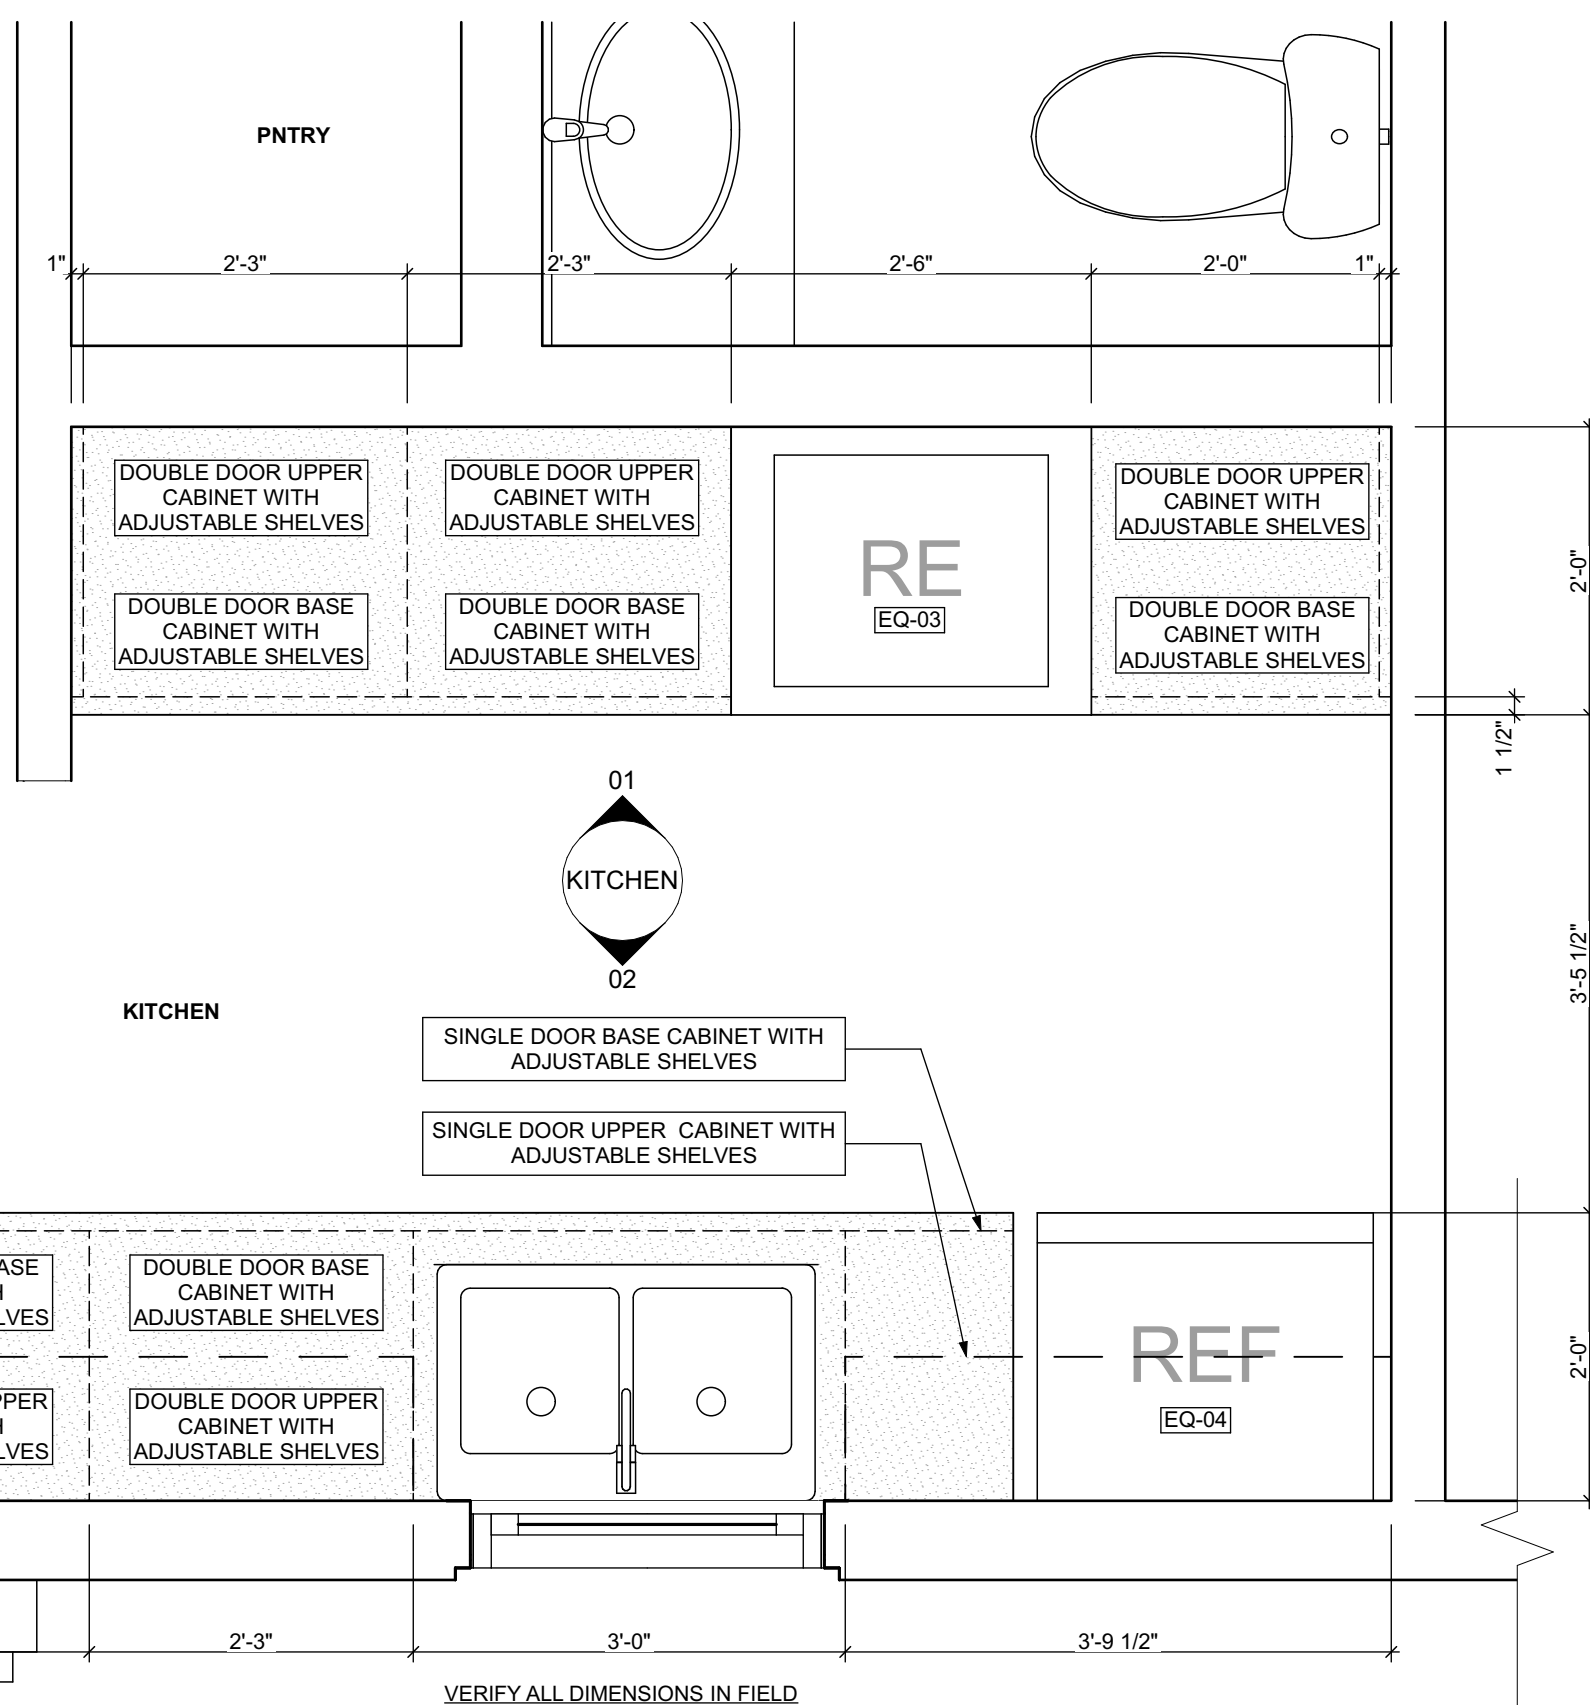 PNTRY
1"
2'-3"
2'-3"
2'-6"
2'-0"
1"
DOUBLE DOOR UPPER
CABINET WITH
ADJUSTABLE SHELVES
DOUBLE DOOR UPPER
CABINET WITH
ADJUSTABLE SHELVES
DOUBLE DOOR UPPER
CABINET WITH
ADJUSTABLE SHELVES
RE
EQ-03
2'-0"
DOUBLE DOOR BASE
CABINET WITH
ADJUSTABLE SHELVES
DOUBLE DOOR BASE
CABINET WITH
ADJUSTABLE SHELVES
DOUBLE DOOR BASE
CABINET WITH
ADJUSTABLE SHELVES
1 1/2"
01
KITCHEN
02
3'-5 1/2"
KITCHEN
SINGLE DOOR BASE CABINET WITH
ADJUSTABLE SHELVES
SINGLE DOOR UPPER CABINET WITH
ADJUSTABLE SHELVES
ASE
H
LVES
DOUBLE DOOR BASE
CABINET WITH
ADJUSTABLE SHELVES
REF
EQ-04
2'-0"
PPER
H
LVES
DOUBLE DOOR UPPER
CABINET WITH
ADJUSTABLE SHELVES
2'-3"
3'-0"
3'-9 1/2"
VERIFY ALL DIMENSIONS IN FIELD